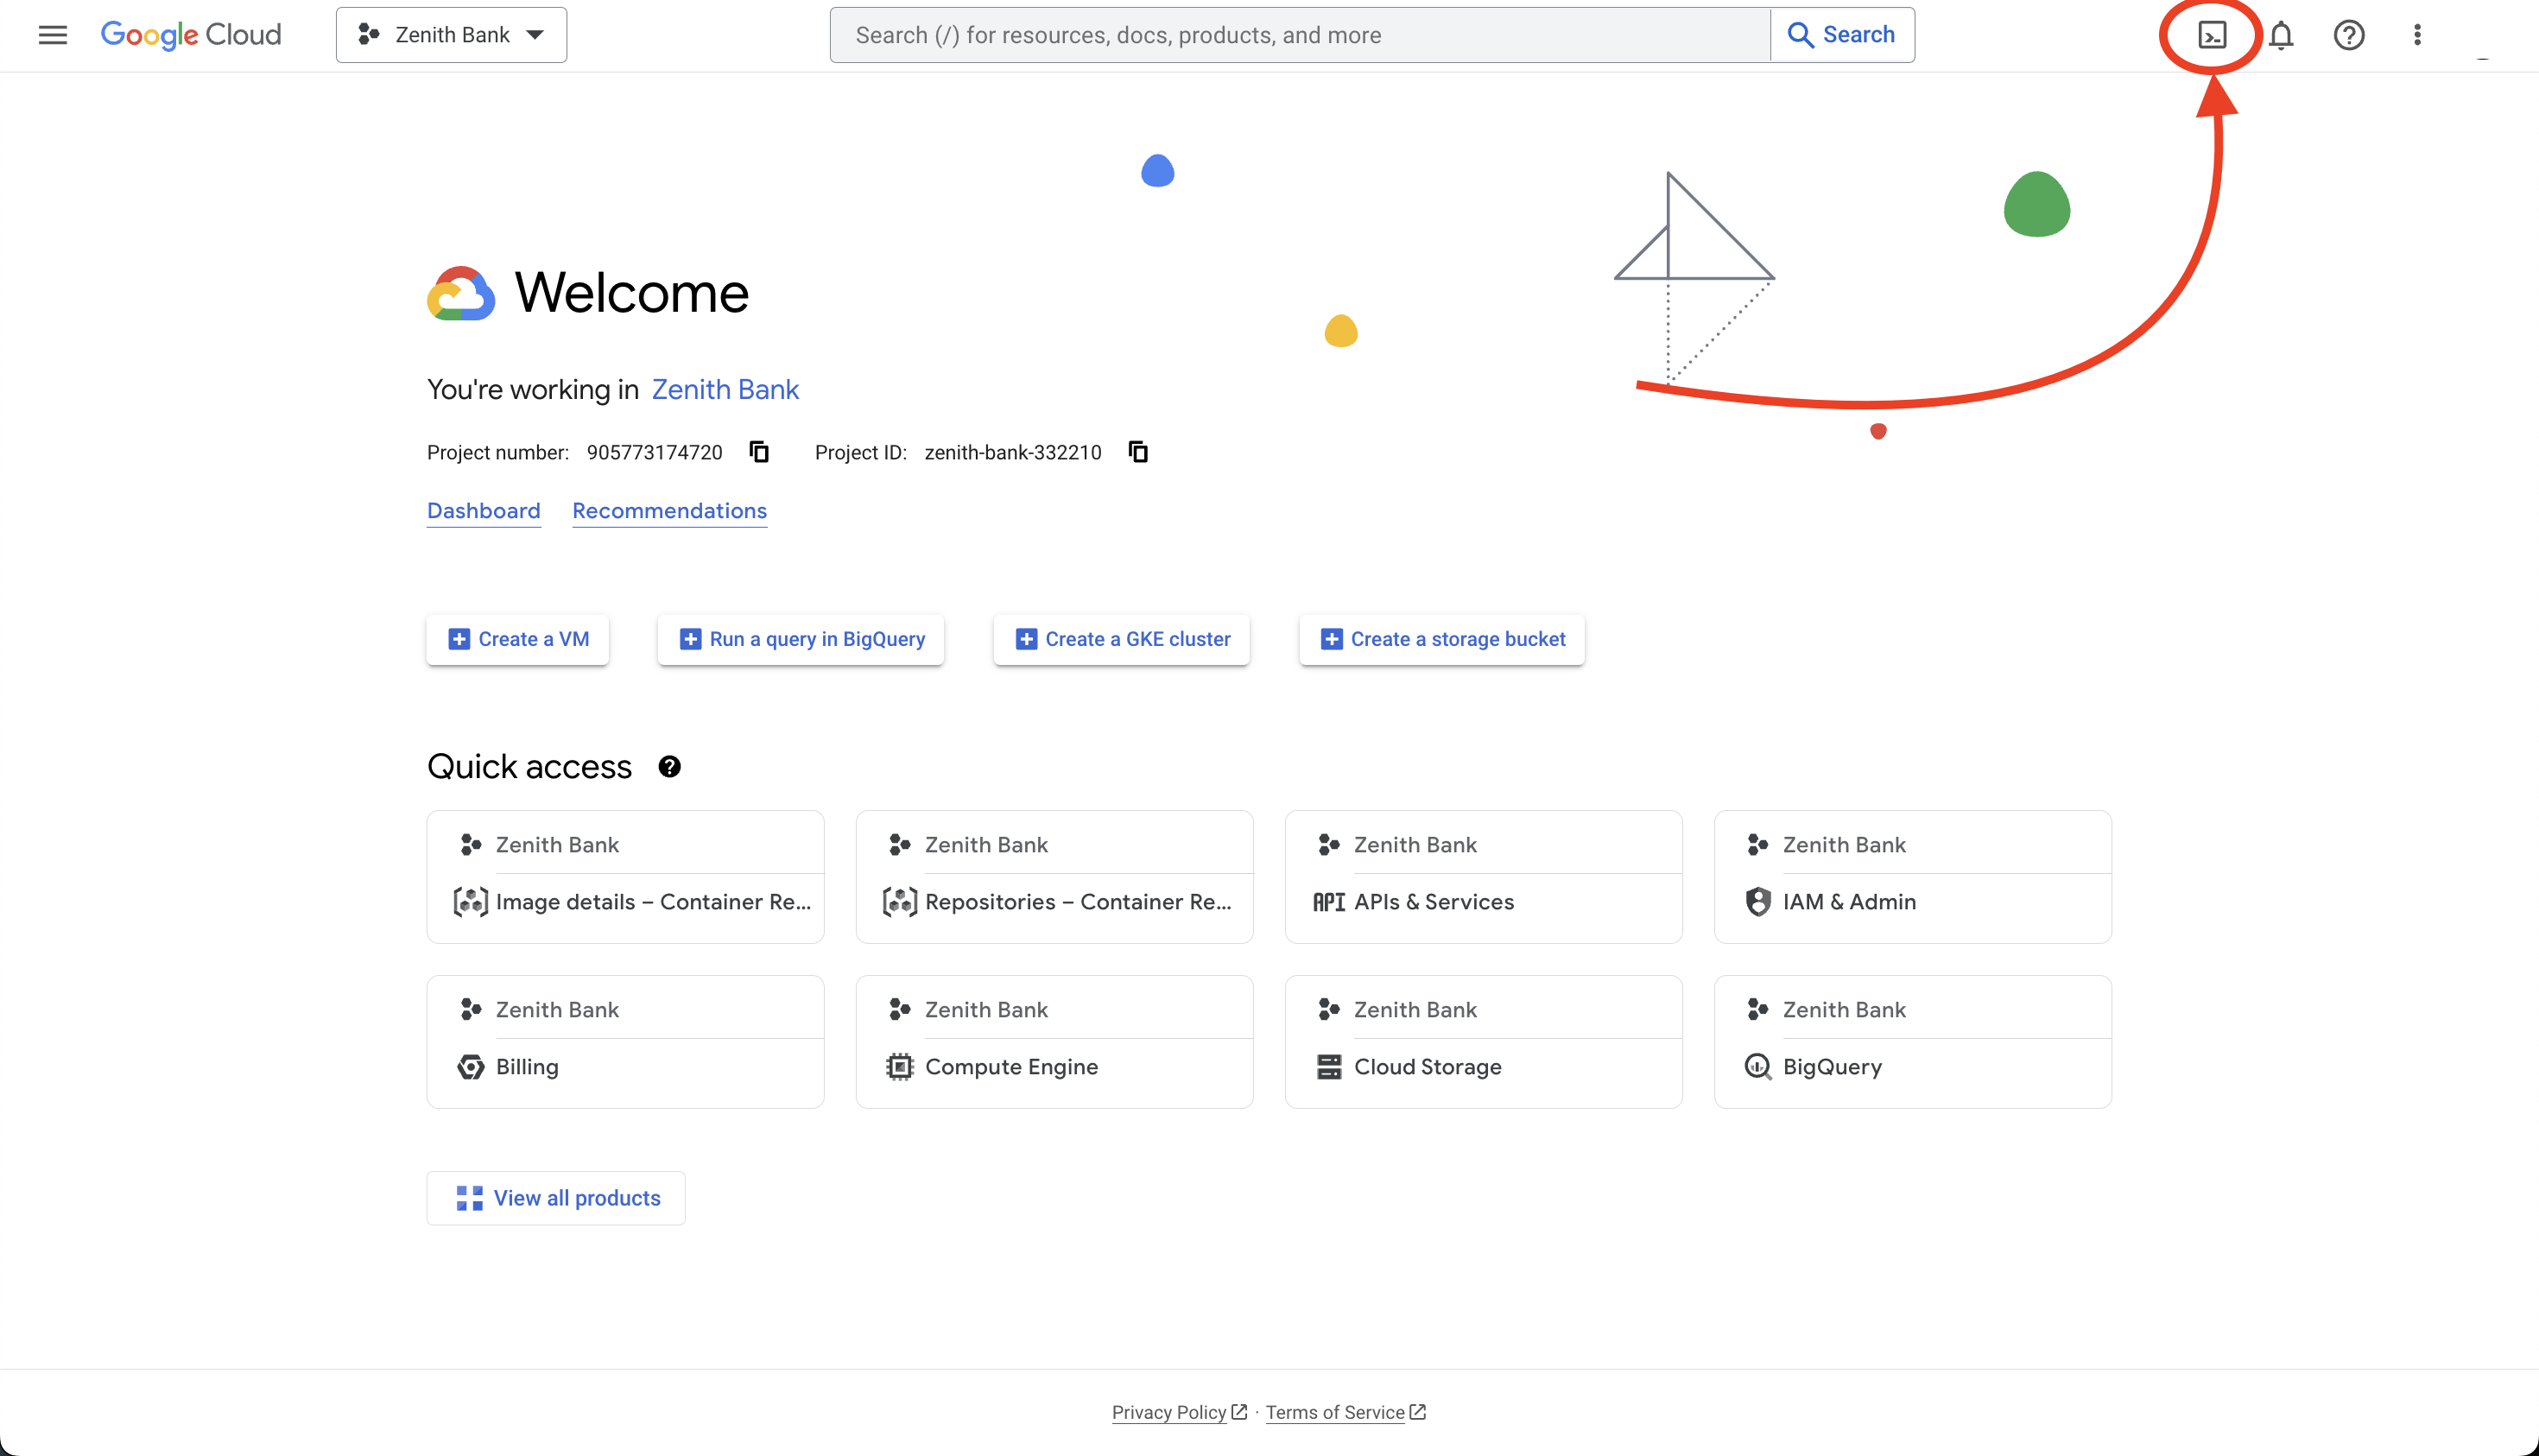 Google Cloud
Zenith Bank
Search (/) for resources, docs, products, and more
Search
Welcome
You're working in Zenith Bank
Project number: 905773174720 Project ID: zenith-bank-332210
Dashboard Recommendations
Create a VM Run a query in BigQuery Create a GKE cluster Create a storage bucket
Quick access
Zenith Bank
Image details – Container Re...
Zenith Bank
Repositories – Container Re...
Zenith Bank
API APIs & Services
Zenith Bank
IAM & Admin
Zenith Bank
Billing
Zenith Bank
Compute Engine
Zenith Bank
Cloud Storage
Zenith Bank
BigQuery
View all products
Privacy Policy · Terms of Service